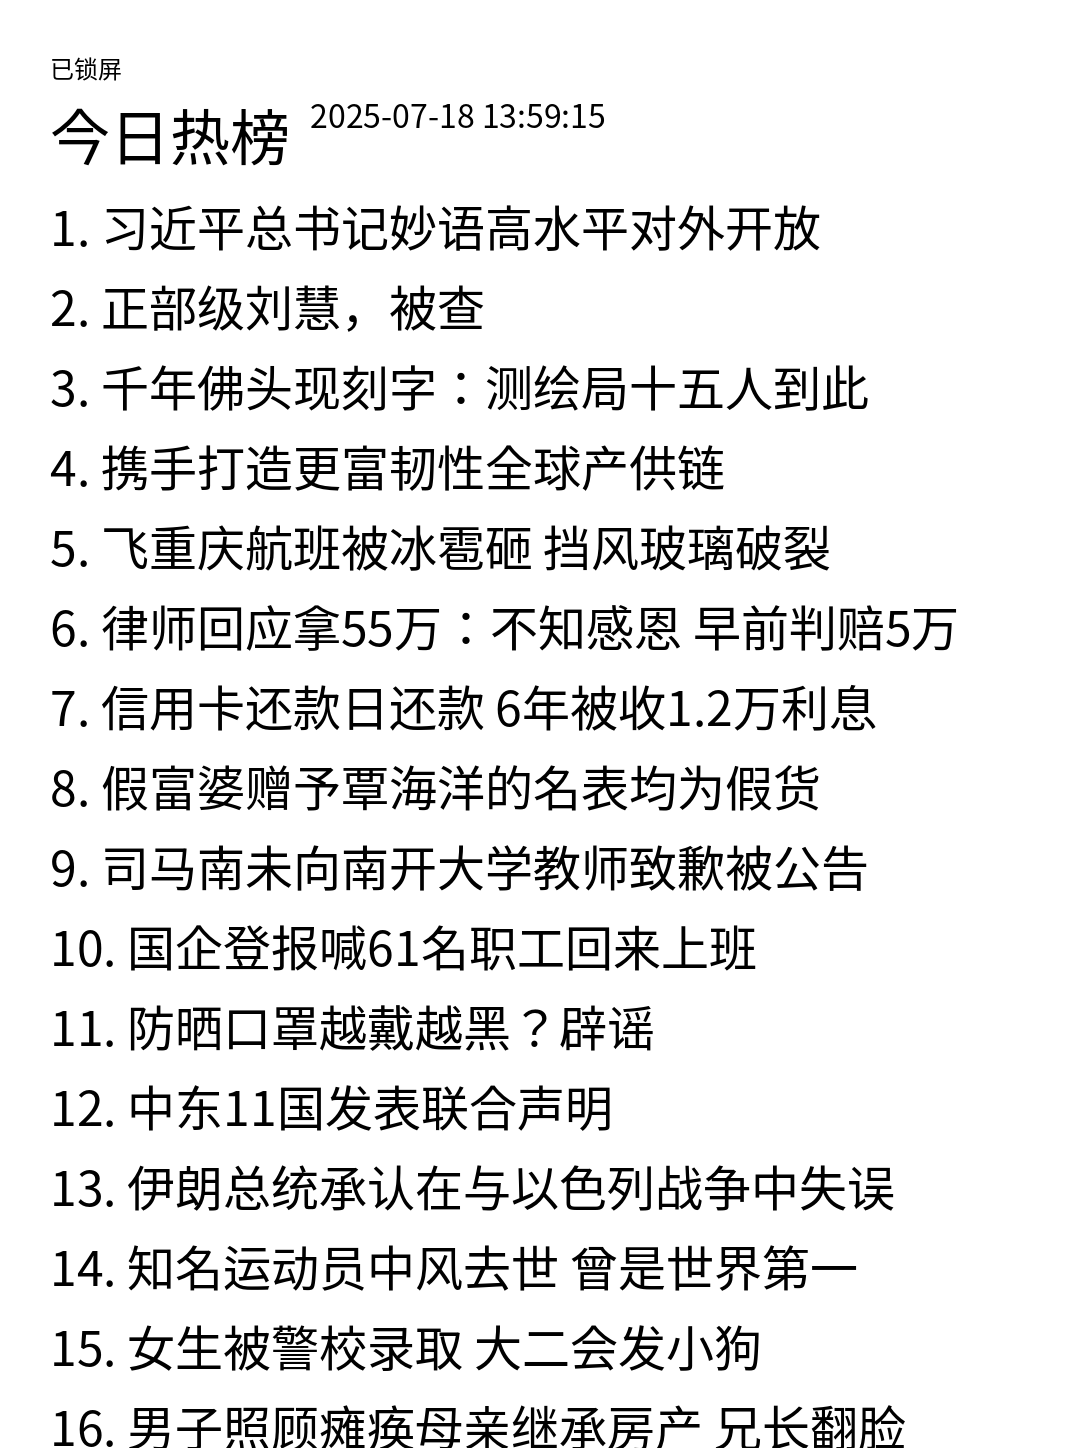 已锁屏
今日热榜 2025-07-18 13:59:15
1. 习近平总书记妙语高水平对外开放
2. 正部级刘慧，被查
3. 千年佛头现刻字：测绘局十五人到此
4. 携手打造更富韧性全球产供链
5. 飞重庆航班被冰雹砸 挡风玻璃破裂
6. 律师回应拿55万：不知感恩 早前判赔5万
7. 信用卡还款日还款 6年被收1.2万利息
8. 假富婆赠予覃海洋的名表均为假货
9. 司马南未向南开大学教师致歉被公告
10. 国企登报喊61名职工回来上班
11. 防晒口罩越戴越黑？辟谣
12. 中东11国发表联合声明
13. 伊朗总统承认在与以色列战争中失误
14. 知名运动员中风去世 曾是世界第一
15. 女生被警校录取 大二会发小狗
16. 男子照顾瘫痪母亲继承房产 兄长翻脸